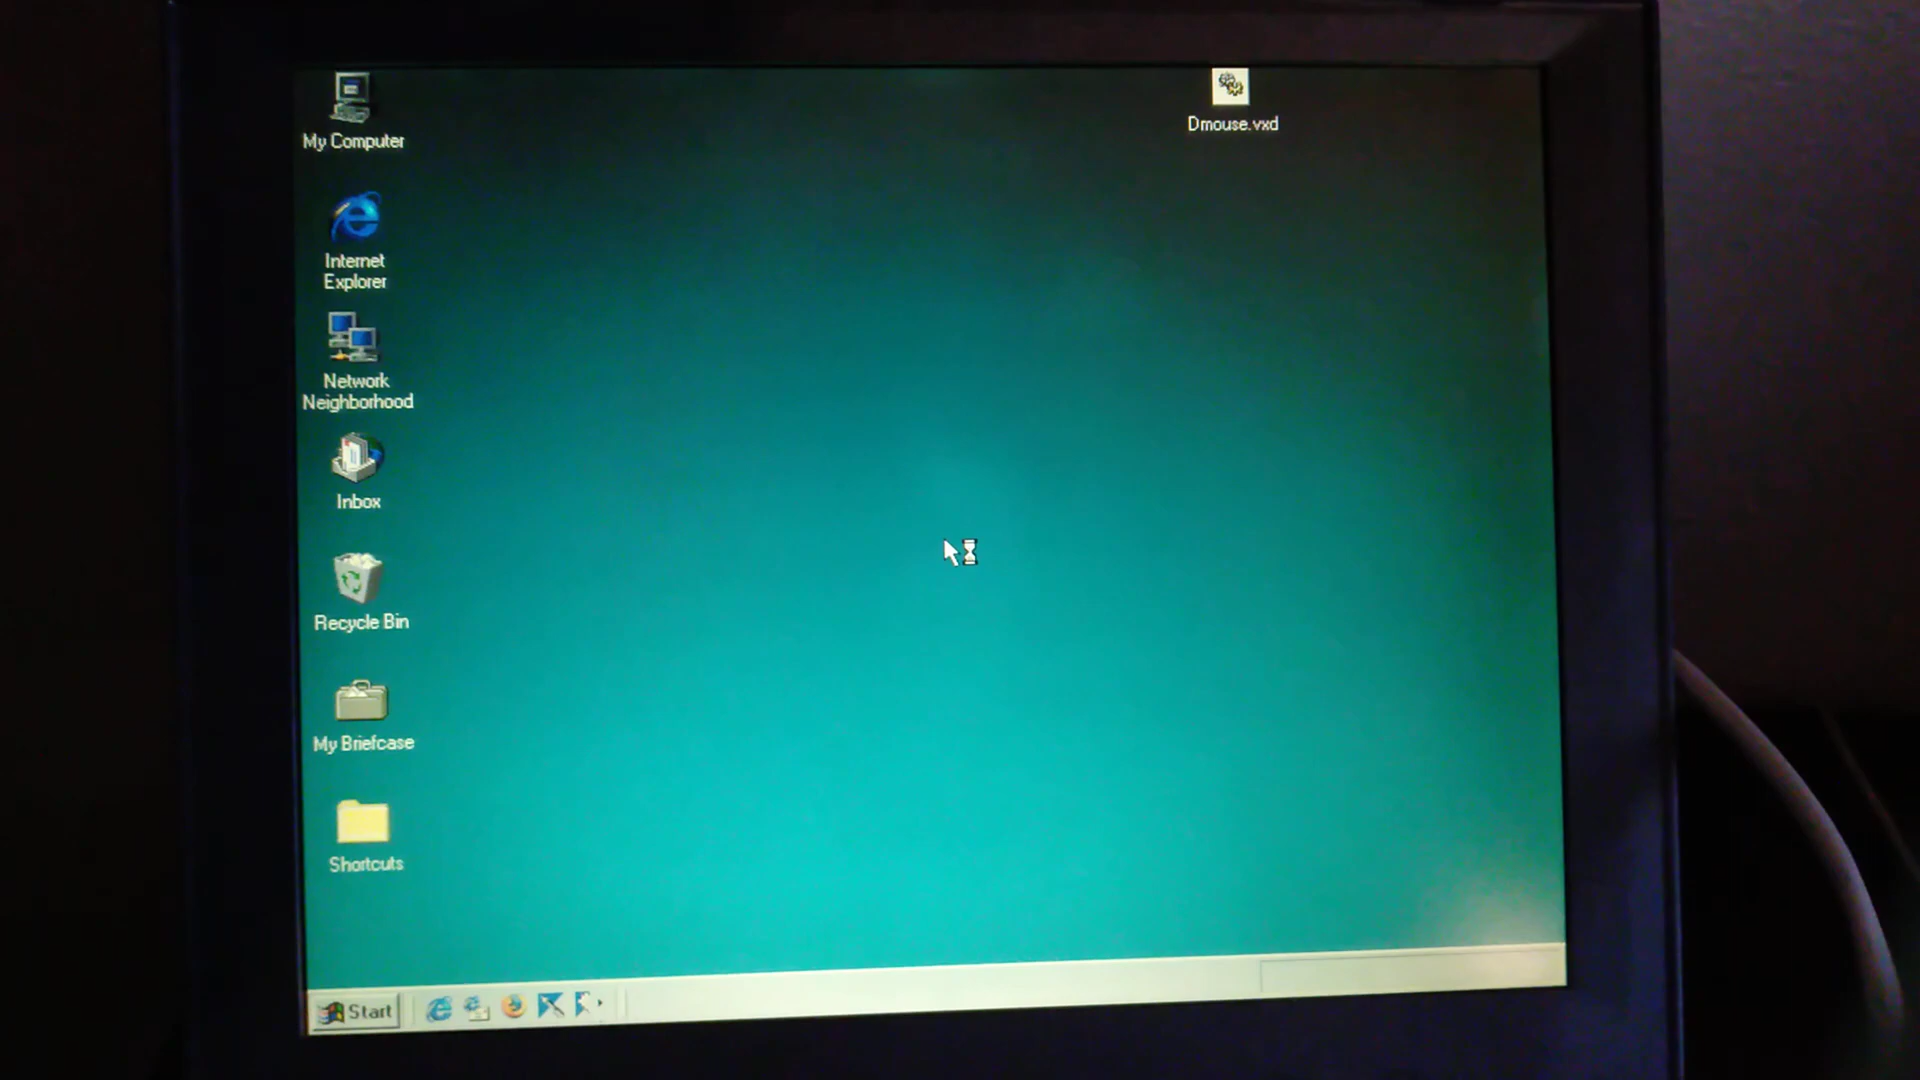 My Computer
Dmouse.vxd
Internet
Explorer
Network
Neighborhood
Inbox
Recycle Bin
My Briefcase
Shortcuts
Start